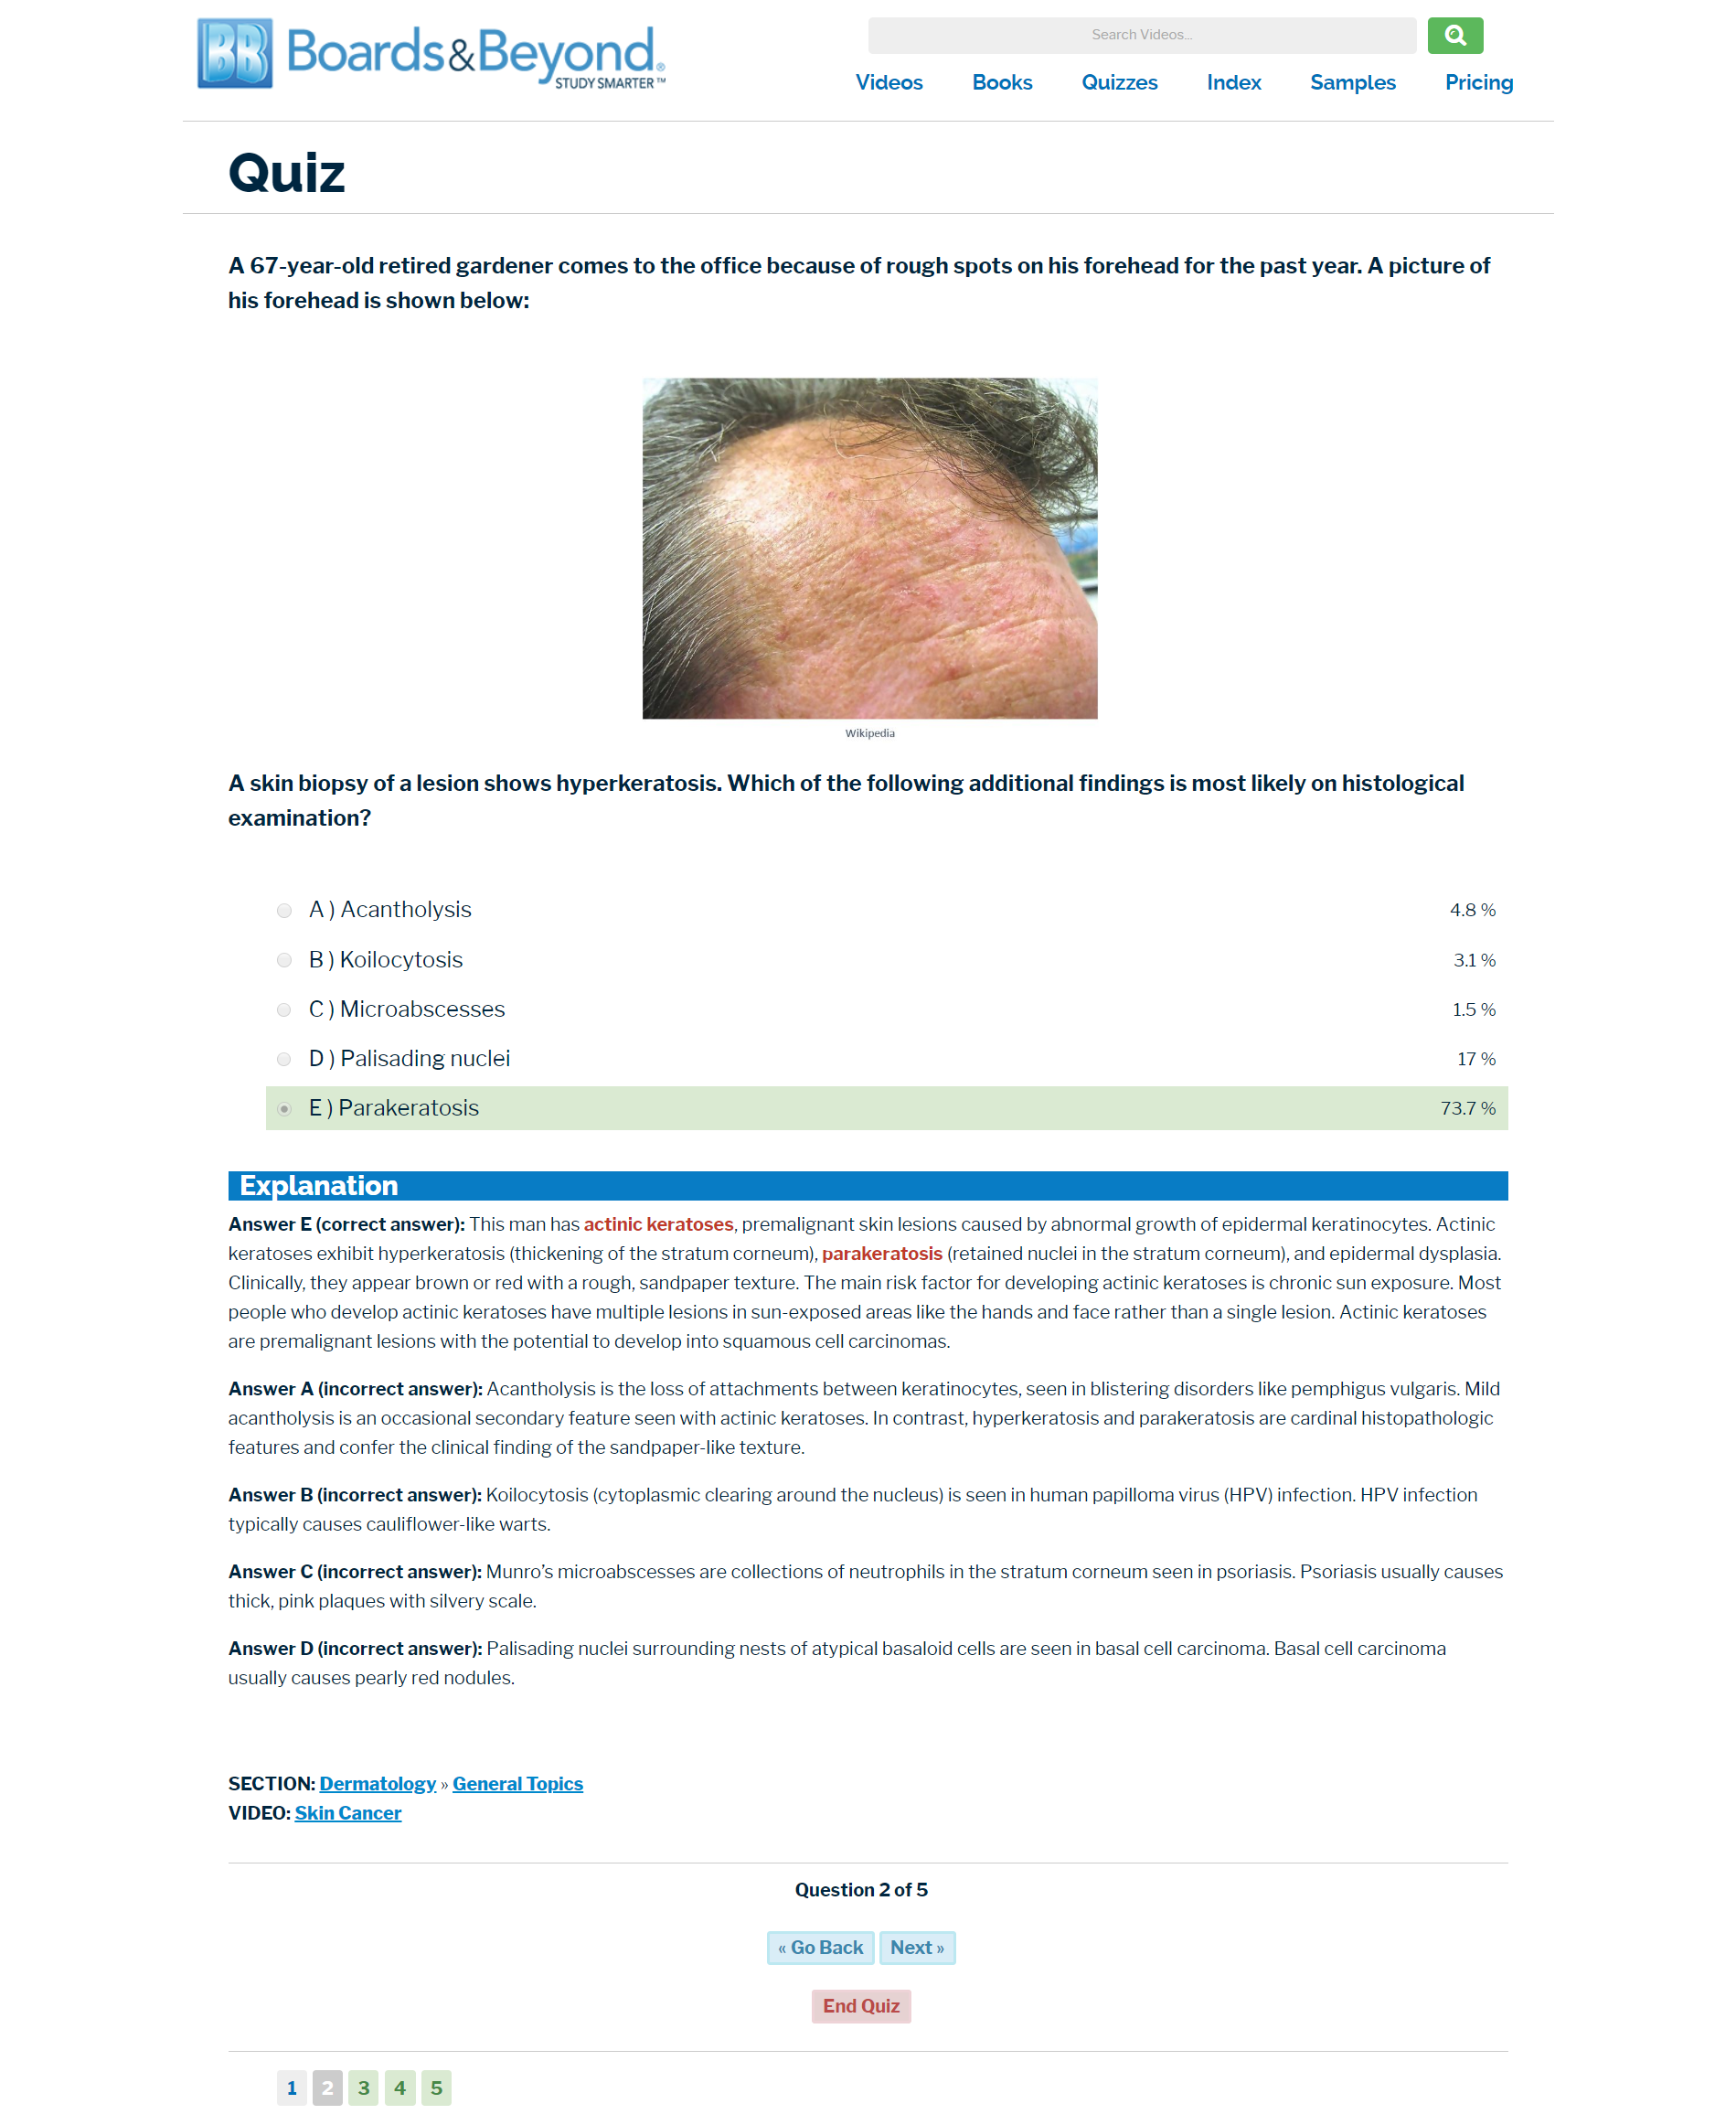 BB Boards&Beyond®
STUDY SMARTER™
Search Videos...
Videos Books Quizzes Index Samples Pricing
Quiz
A 67-year-old retired gardener comes to the office because of rough spots on his forehead for the past year. A picture of
his forehead is shown below:
Wikipedia
A skin biopsy of a lesion shows hyperkeratosis. Which of the following additional findings is most likely on histological
examination?
A ) Acantholysis 4.8 %
B ) Koilocytosis 3.1 %
C ) Microabscesses 1.5 %
D ) Palisading nuclei 17 %
E ) Parakeratosis 73.7 %
Explanation
Answer E (correct answer): This man has actinic keratoses, premalignant skin lesions caused by abnormal growth of epidermal keratinocytes. Actinic
keratoses exhibit hyperkeratosis (thickening of the stratum corneum), parakeratosis (retained nuclei in the stratum corneum), and epidermal dysplasia.
Clinically, they appear brown or red with a rough, sandpaper texture. The main risk factor for developing actinic keratoses is chronic sun exposure. Most
people who develop actinic keratoses have multiple lesions in sun-exposed areas like the hands and face rather than a single lesion. Actinic keratoses
are premalignant lesions with the potential to develop into squamous cell carcinomas.
Answer A (incorrect answer): Acantholysis is the loss of attachments between keratinocytes, seen in blistering disorders like pemphigus vulgaris. Mild
acantholysis is an occasional secondary feature seen with actinic keratoses. In contrast, hyperkeratosis and parakeratosis are cardinal histopathologic
features and confer the clinical finding of the sandpaper-like texture.
Answer B (incorrect answer): Koilocytosis (cytoplasmic clearing around the nucleus) is seen in human papilloma virus (HPV) infection. HPV infection
typically causes cauliflower-like warts.
Answer C (incorrect answer): Munro’s microabscesses are collections of neutrophils in the stratum corneum seen in psoriasis. Psoriasis usually causes
thick, pink plaques with silvery scale.
Answer D (incorrect answer): Palisading nuclei surrounding nests of atypical basaloid cells are seen in basal cell carcinoma. Basal cell carcinoma
usually causes pearly red nodules.
SECTION: Dermatology » General Topics
VIDEO: Skin Cancer
Question 2 of 5
« Go Back Next »
End Quiz
1 2 3 4 5